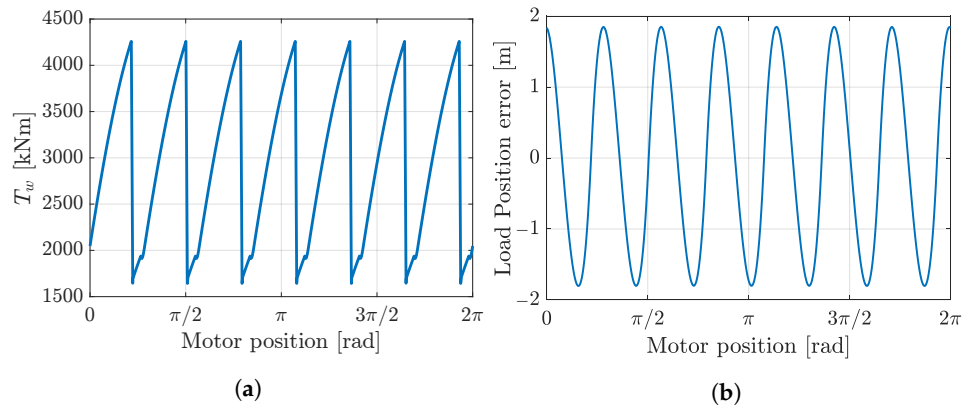 4500
4000
3500
3000
2500
2000
1500
T_w [kNm]
0 π/2 π 3π/2 2π
Motor position [rad]
(a)
2
1
0
−1
−2
Load Position error [m]
0 π/2 π 3π/2 2π
Motor position [rad]
(b)